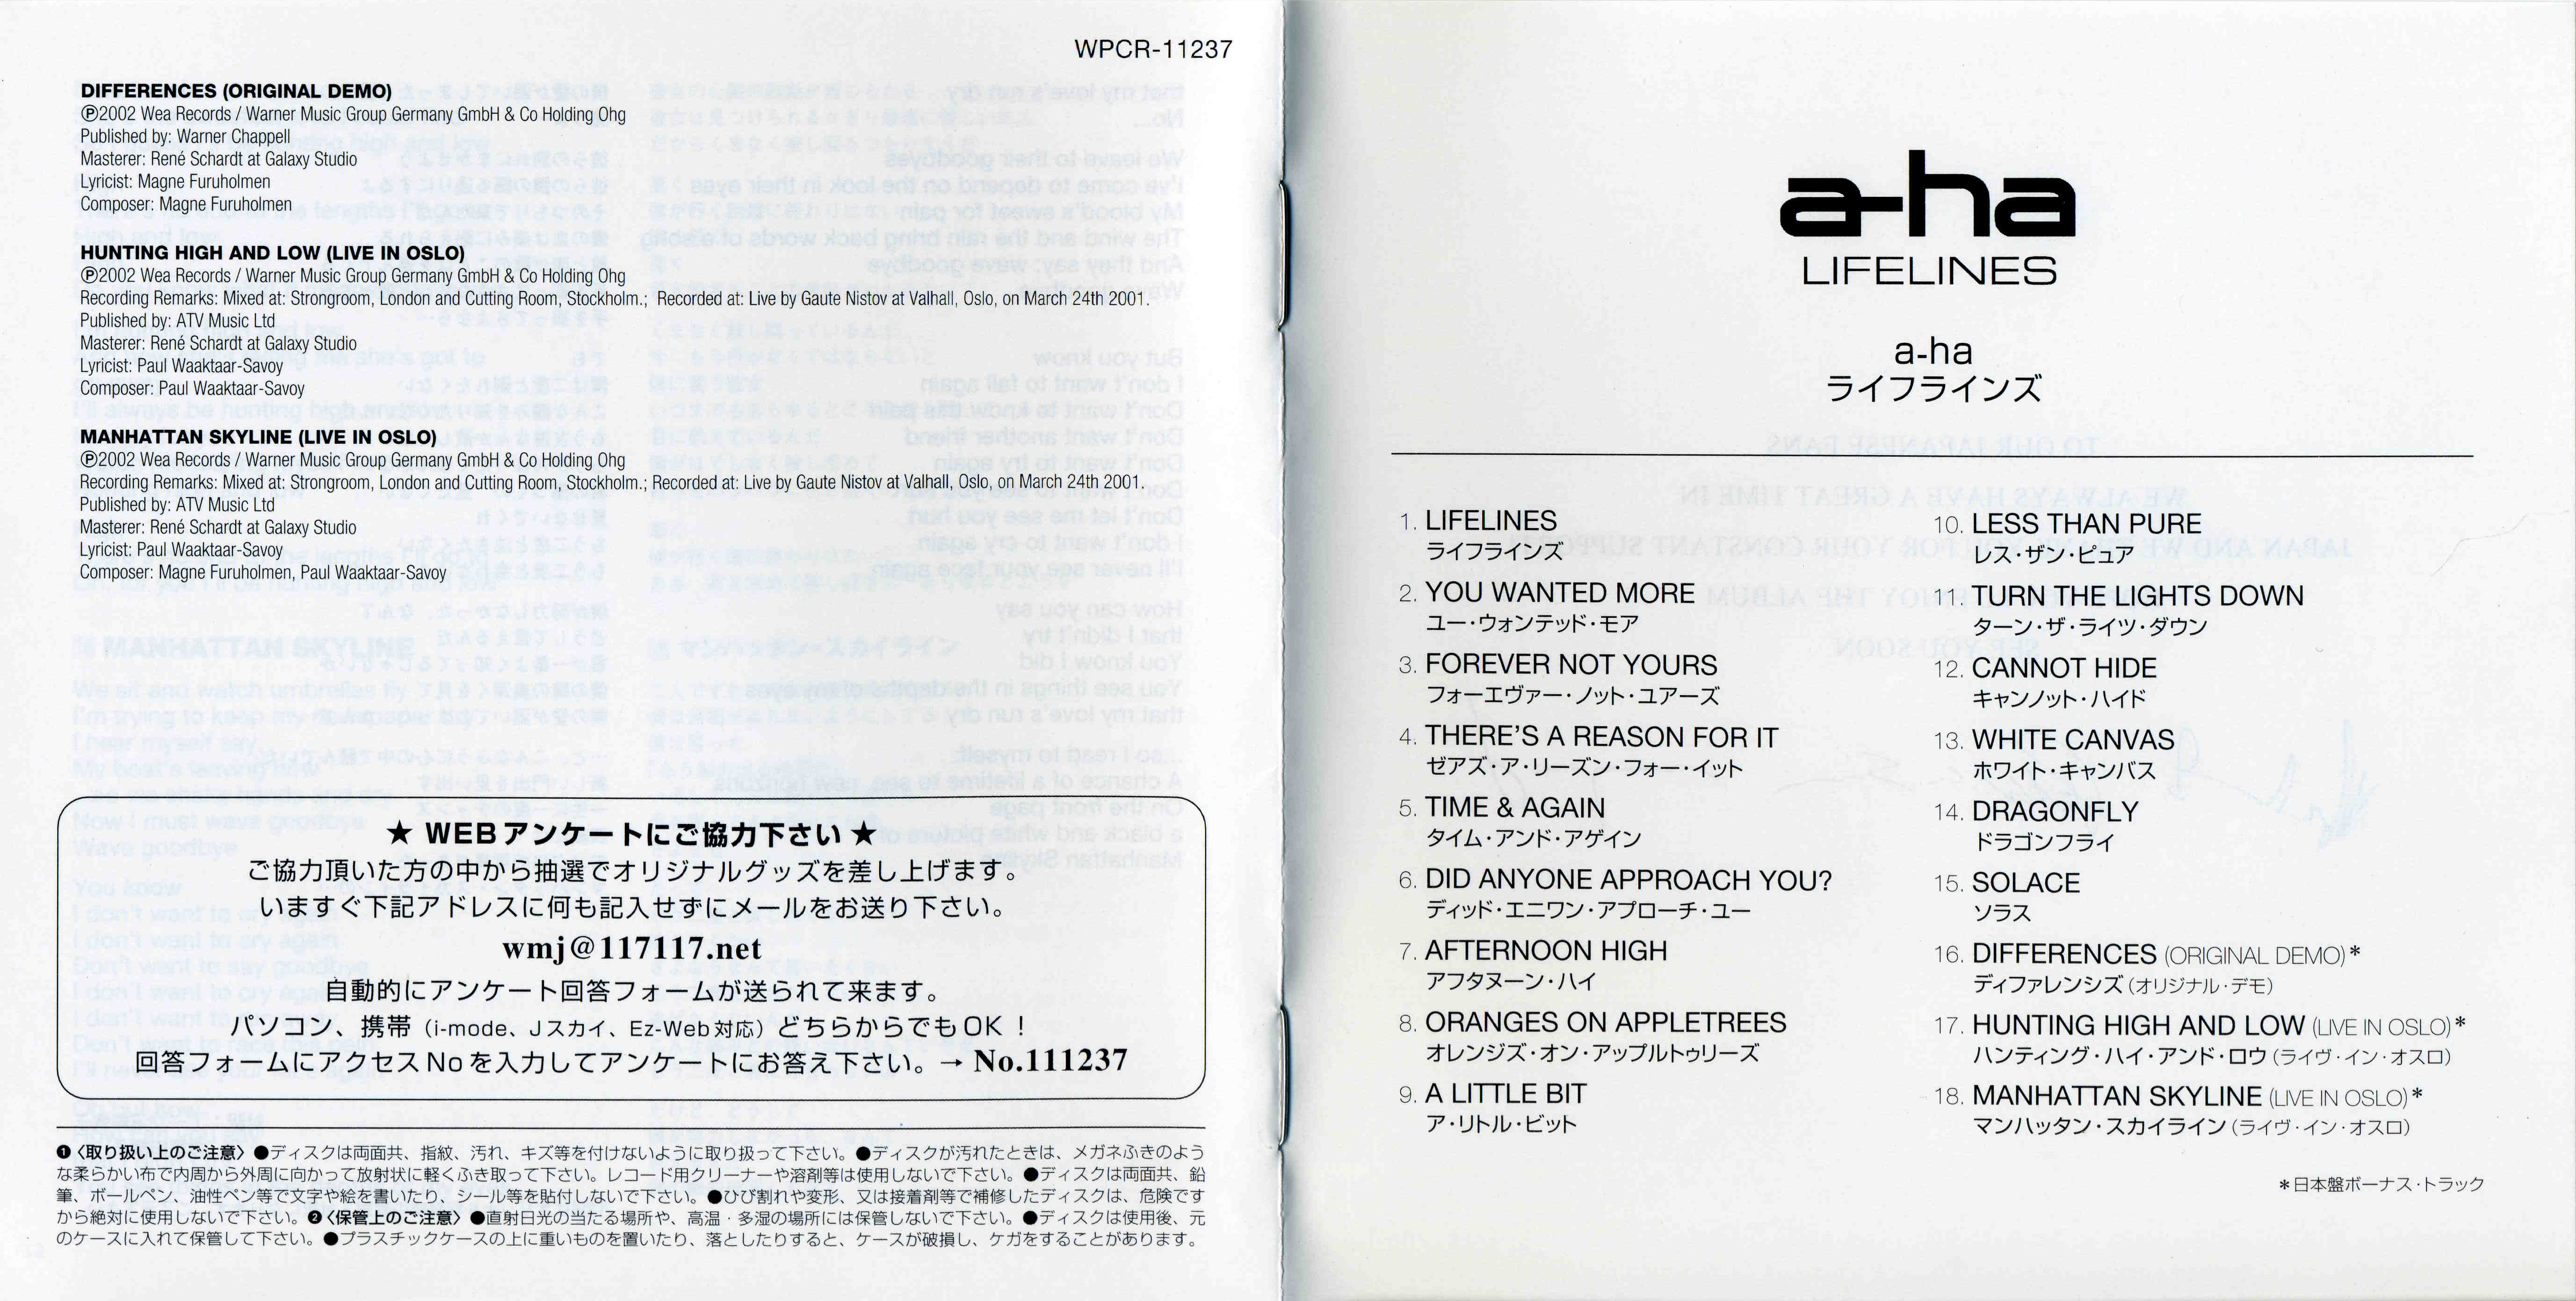 WPCR-11237
DIFFERENCES (ORIGINAL DEMO)
℗2002 Wea Records / Warner Music Group Germany GmbH & Co Holding Ohg
Published by: Warner Chappell
Masterer: René Schardt at Galaxy Studio
Lyricist: Magne Furuholmen
Composer: Magne Furuholmen
HUNTING HIGH AND LOW (LIVE IN OSLO)
℗2002 Wea Records / Warner Music Group Germany GmbH & Co Holding Ohg
Recording Remarks: Mixed at: Strongroom, London and Cutting Room, Stockholm.; Recorded at: Live by Gaute Nistov at Valhall, Oslo, on March 24th 2001.
Published by: ATV Music Ltd
Masterer: René Schardt at Galaxy Studio
Lyricist: Paul Waaktaar-Savoy
Composer: Paul Waaktaar-Savoy
MANHATTAN SKYLINE (LIVE IN OSLO)
℗2002 Wea Records / Warner Music Group Germany GmbH & Co Holding Ohg
Recording Remarks: Mixed at: Strongroom, London and Cutting Room, Stockholm.; Recorded at: Live by Gaute Nistov at Valhall, Oslo, on March 24th 2001.
Published by: ATV Music Ltd
Masterer: René Schardt at Galaxy Studio
Lyricist: Paul Waaktaar-Savoy
Composer: Magne Furuholmen, Paul Waaktaar-Savoy
★ WEBアンケートにご協力下さい ★
ご協力頂いた方の中から抽選でオリジナルグッズを差し上げます。
いますぐ下記アドレスに何も記入せずにメールをお送り下さい。
wmj@117117.net
自動的にアンケート回答フォームが送られて来ます。
パソコン、携帯（i-mode、Jスカイ、Ez-Web対応）どちらからでもOK！
回答フォームにアクセスNoを入力してアンケートにお答え下さい。→ No.111237
❶〈取り扱い上のご注意〉●ディスクは両面共、指紋、汚れ、キズ等を付けないように取り扱って下さい。●ディスクが汚れたときは、メガネふきのよう
な柔らかい布で内周から外周に向かって放射状に軽くふき取って下さい。レコード用クリーナーや溶剤等は使用しないで下さい。●ディスクは両面共、鉛
筆、ボールペン、油性ペン等で文字や絵を書いたり、シール等を貼付しないで下さい。●ひび割れや変形、又は接着剤等で補修したディスクは、危険です
から絶対に使用しないで下さい。❷〈保管上のご注意〉●直射日光の当たる場所や、高温・多湿の場所には保管しないで下さい。●ディスクは使用後、元
のケースに入れて保管して下さい。●プラスチックケースの上に重いものを置いたり、落としたりすると、ケースが破損し、ケガをすることがあります。
a-ha
LIFELINES
a-ha
ライフラインズ
1. LIFELINES
ライフラインズ
2. YOU WANTED MORE
ユー・ウォンテッド・モア
3. FOREVER NOT YOURS
フォーエヴァー・ノット・ユアーズ
4. THERE'S A REASON FOR IT
ゼアズ・ア・リーズン・フォー・イット
5. TIME & AGAIN
タイム・アンド・アゲイン
6. DID ANYONE APPROACH YOU?
ディッド・エニワン・アプローチ・ユー
7. AFTERNOON HIGH
アフタヌーン・ハイ
8. ORANGES ON APPLETREES
オレンジズ・オン・アップルトゥリーズ
9. A LITTLE BIT
ア・リトル・ビット
10. LESS THAN PURE
レス・ザン・ピュア
11. TURN THE LIGHTS DOWN
ターン・ザ・ライツ・ダウン
12. CANNOT HIDE
キャンノット・ハイド
13. WHITE CANVAS
ホワイト・キャンバス
14. DRAGONFLY
ドラゴンフライ
15. SOLACE
ソラス
16. DIFFERENCES (ORIGINAL DEMO)*
ディファレンシズ（オリジナル・デモ）
17. HUNTING HIGH AND LOW (LIVE IN OSLO)*
ハンティング・ハイ・アンド・ロウ（ライヴ・イン・オスロ）
18. MANHATTAN SKYLINE (LIVE IN OSLO)*
マンハッタン・スカイライン（ライヴ・イン・オスロ）
*日本盤ボーナス・トラック